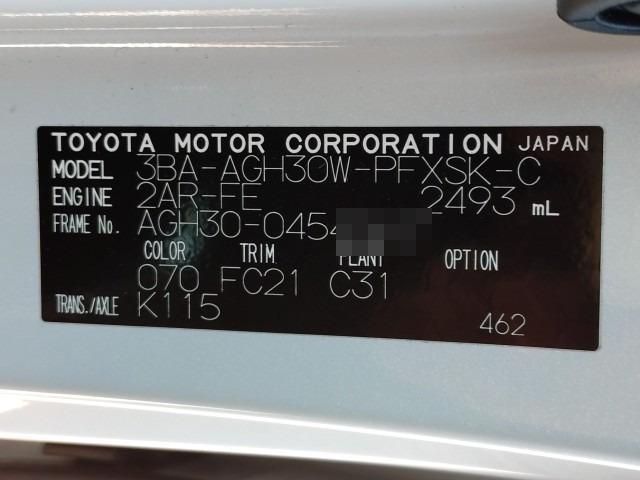 TOYOTA MOTOR CORPORATION JAPAN
MODEL 3BA-AGH30W-PFXSK-C
ENGINE 2AR-FE 2493 mL
FRAME No. AGH30-0454
COLOR TRIM PLANT OPTION
070 FC21 C31
TRANS./AXLE K115
462